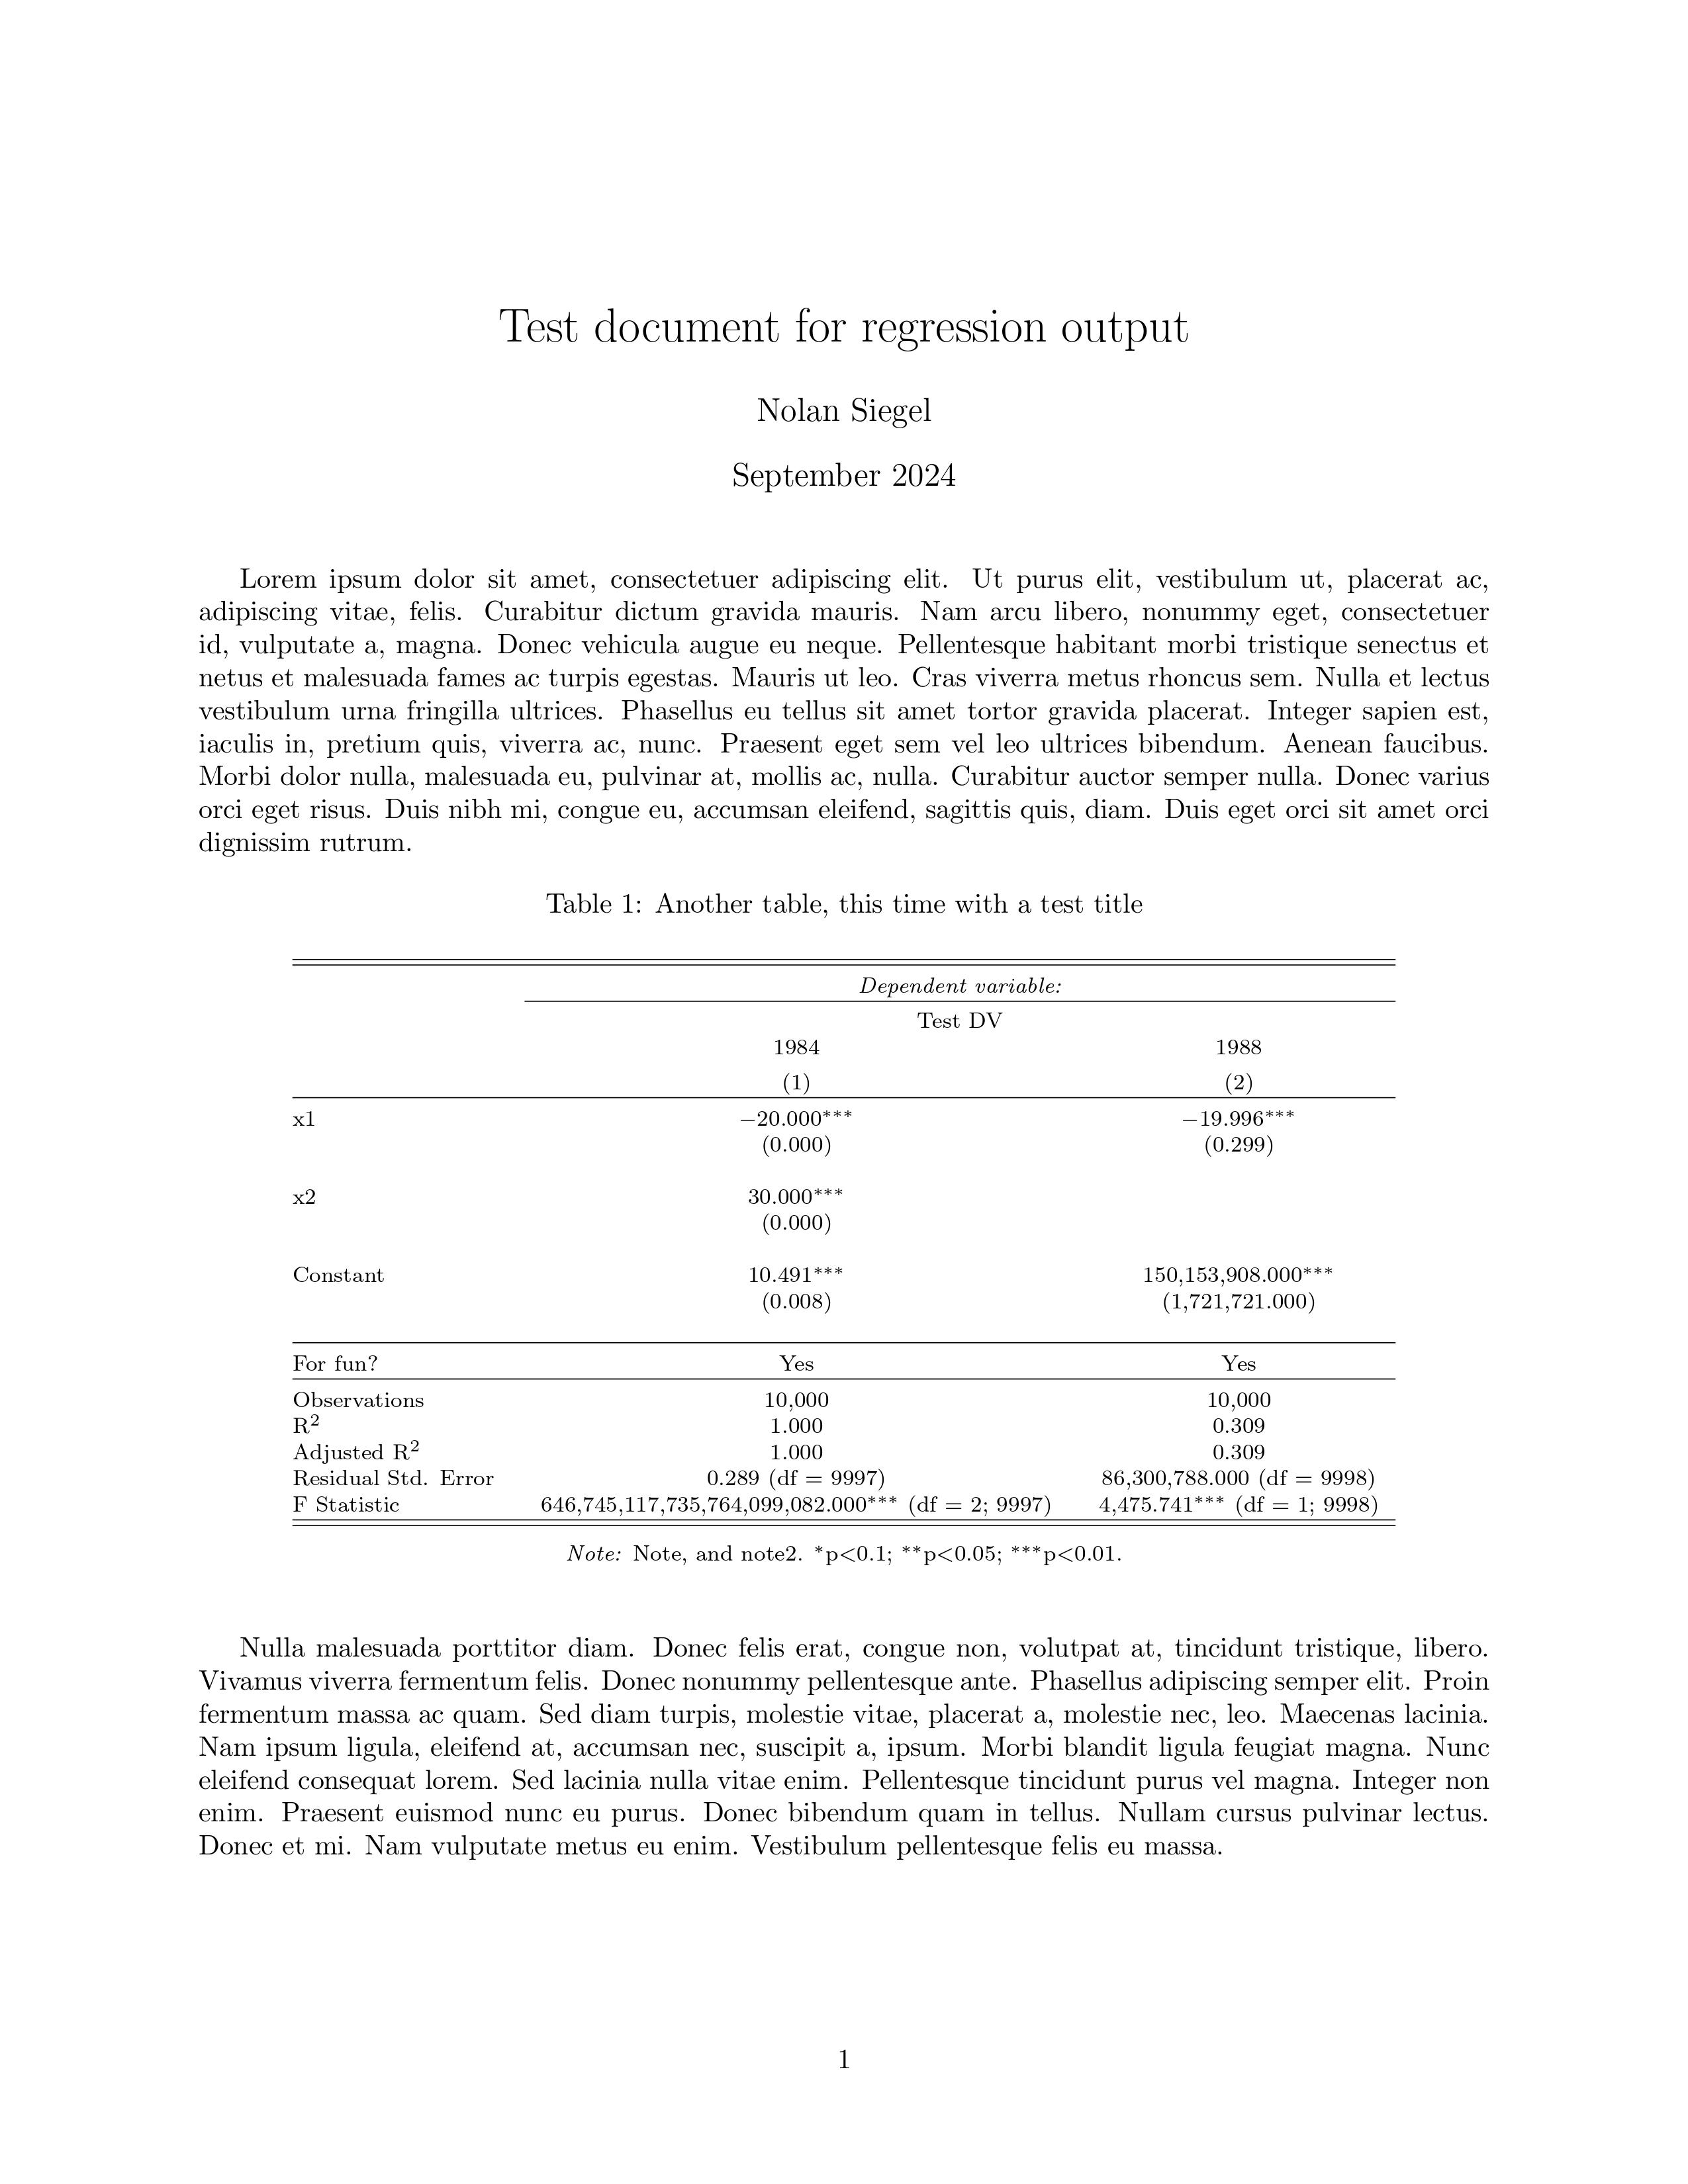 Test document for regression output
Nolan Siegel
September 2024
Lorem ipsum dolor sit amet, consectetuer adipiscing elit. Ut purus elit, vestibulum ut, placerat ac,
adipiscing vitae, felis. Curabitur dictum gravida mauris. Nam arcu libero, nonummy eget, consectetuer
id, vulputate a, magna. Donec vehicula augue eu neque. Pellentesque habitant morbi tristique senectus et
netus et malesuada fames ac turpis egestas. Mauris ut leo. Cras viverra metus rhoncus sem. Nulla et lectus
vestibulum urna fringilla ultrices. Phasellus eu tellus sit amet tortor gravida placerat. Integer sapien est,
iaculis in, pretium quis, viverra ac, nunc. Praesent eget sem vel leo ultrices bibendum. Aenean faucibus.
Morbi dolor nulla, malesuada eu, pulvinar at, mollis ac, nulla. Curabitur auctor semper nulla. Donec varius
orci eget risus. Duis nibh mi, congue eu, accumsan eleifend, sagittis quis, diam. Duis eget orci sit amet orci
dignissim rutrum.
Table 1: Another table, this time with a test title
Dependent variable:
Test DV
1984 1988
(1) (2)
x1 −20.000*** −19.996***
(0.000) (0.299)
x2 30.000***
(0.000)
Constant 10.491*** 150,153,908.000***
(0.008) (1,721,721.000)
For fun? Yes Yes
Observations 10,000 10,000
R² 1.000 0.309
Adjusted R² 1.000 0.309
Residual Std. Error 0.289 (df = 9997) 86,300,788.000 (df = 9998)
F Statistic 646,745,117,735,764,099,082.000*** (df = 2; 9997) 4,475.741*** (df = 1; 9998)
Note: Note, and note2. *p<0.1; **p<0.05; ***p<0.01.
Nulla malesuada porttitor diam. Donec felis erat, congue non, volutpat at, tincidunt tristique, libero.
Vivamus viverra fermentum felis. Donec nonummy pellentesque ante. Phasellus adipiscing semper elit. Proin
fermentum massa ac quam. Sed diam turpis, molestie vitae, placerat a, molestie nec, leo. Maecenas lacinia.
Nam ipsum ligula, eleifend at, accumsan nec, suscipit a, ipsum. Morbi blandit ligula feugiat magna. Nunc
eleifend consequat lorem. Sed lacinia nulla vitae enim. Pellentesque tincidunt purus vel magna. Integer non
enim. Praesent euismod nunc eu purus. Donec bibendum quam in tellus. Nullam cursus pulvinar lectus.
Donec et mi. Nam vulputate metus eu enim. Vestibulum pellentesque felis eu massa.
1